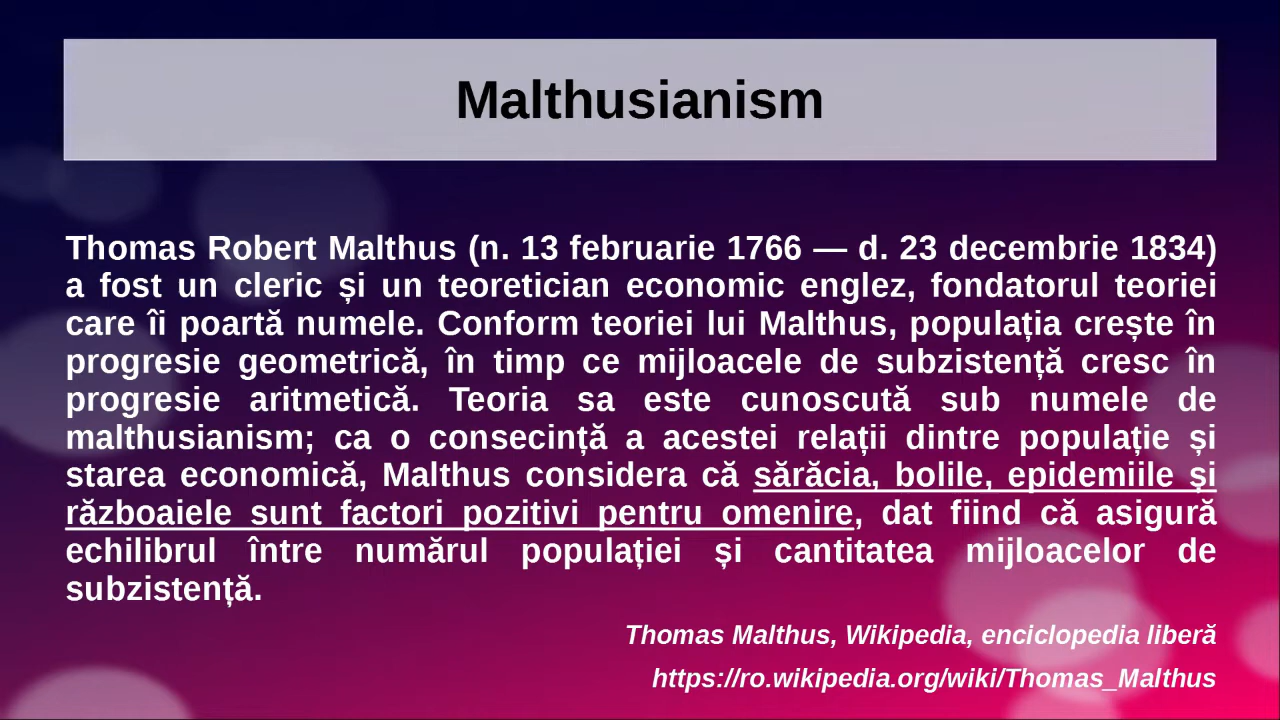 Malthusianism
Thomas Robert Malthus (n. 13 februarie 1766 — d. 23 decembrie 1834)
a fost un cleric și un teoretician economic englez, fondatorul teoriei
care îi poartă numele. Conform teoriei lui Malthus, populația crește în
progresie geometrică, în timp ce mijloacele de subzistență cresc în
progresie aritmetică. Teoria sa este cunoscută sub numele de
malthusianism; ca o consecință a acestei relații dintre populație și
starea economică, Malthus considera că sărăcia, bolile, epidemiile și
războaiele sunt factori pozitivi pentru omenire, dat fiind că asigură
echilibrul între numărul populației și cantitatea mijloacelor de
subzistență.
Thomas Malthus, Wikipedia, enciclopedia liberă
https://ro.wikipedia.org/wiki/Thomas_Malthus